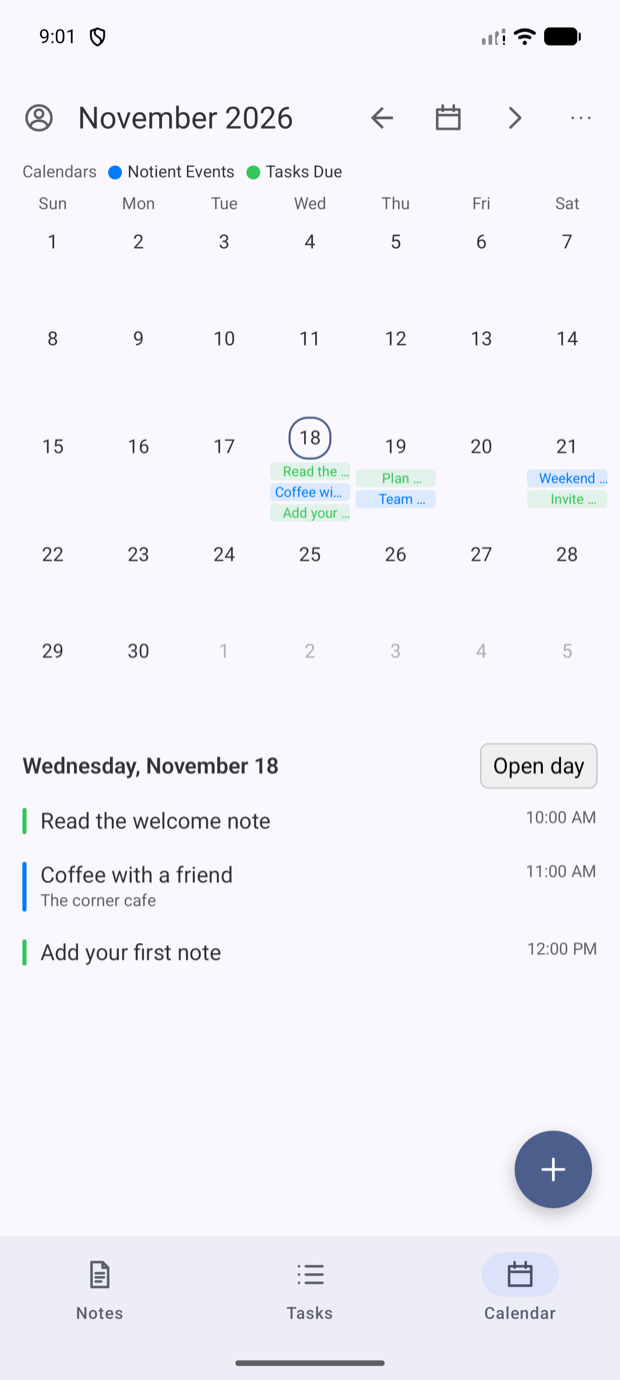 9:01
November 2026
Calendars Notient Events Tasks Due
Sun Mon Tue Wed Thu Fri Sat
1 2 3 4 5 6 7
8 9 10 11 12 13 14
15 16 17 18 19 20 21
Read the ... Plan ... Weekend ...
Coffee wi... Team ... Invite ...
Add your ...
22 23 24 25 26 27 28
29 30 1 2 3 4 5
Wednesday, November 18 Open day
Read the welcome note 10:00 AM
Coffee with a friend 11:00 AM
The corner cafe
Add your first note 12:00 PM
Notes Tasks Calendar